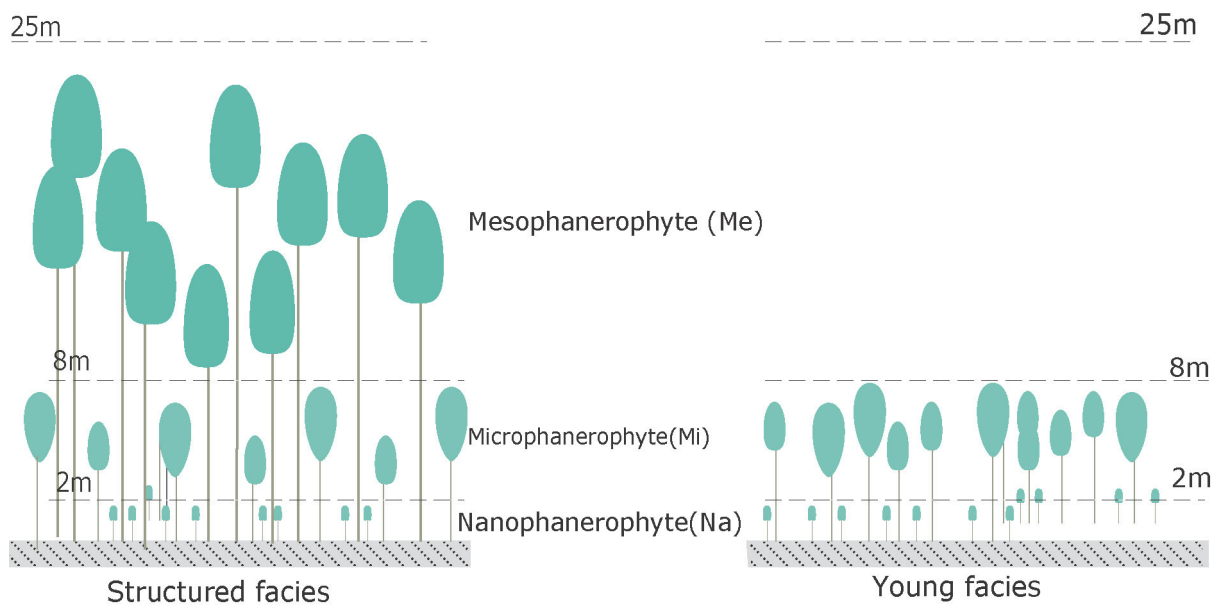 25m
25m
Mesophanerophyte (Me)
8m
8m
Microphanerophyte(Mi)
2m
2m
Nanophanerophyte(Na)
Structured facies
Young facies